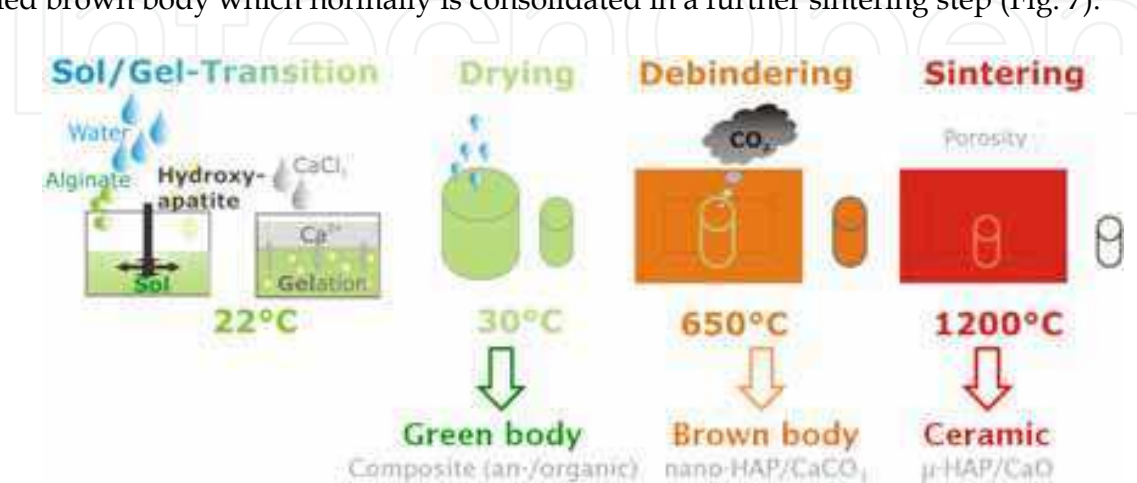 ed brown body which normally is consolidated in a further sintering step (Fig. 7).
IntechOpen
Sol/Gel-Transition Drying Debindering Sintering
Water
Alginate
Hydroxy-
apatite
CaCl₂
Ca²⁺
Sol
Gelation
CO₂
Porosity
22°C 30°C 650°C 1200°C
Green body Brown body Ceramic
Composite (an-/organic) nano-HAP/CaCO₃ µ-HAP/CaO